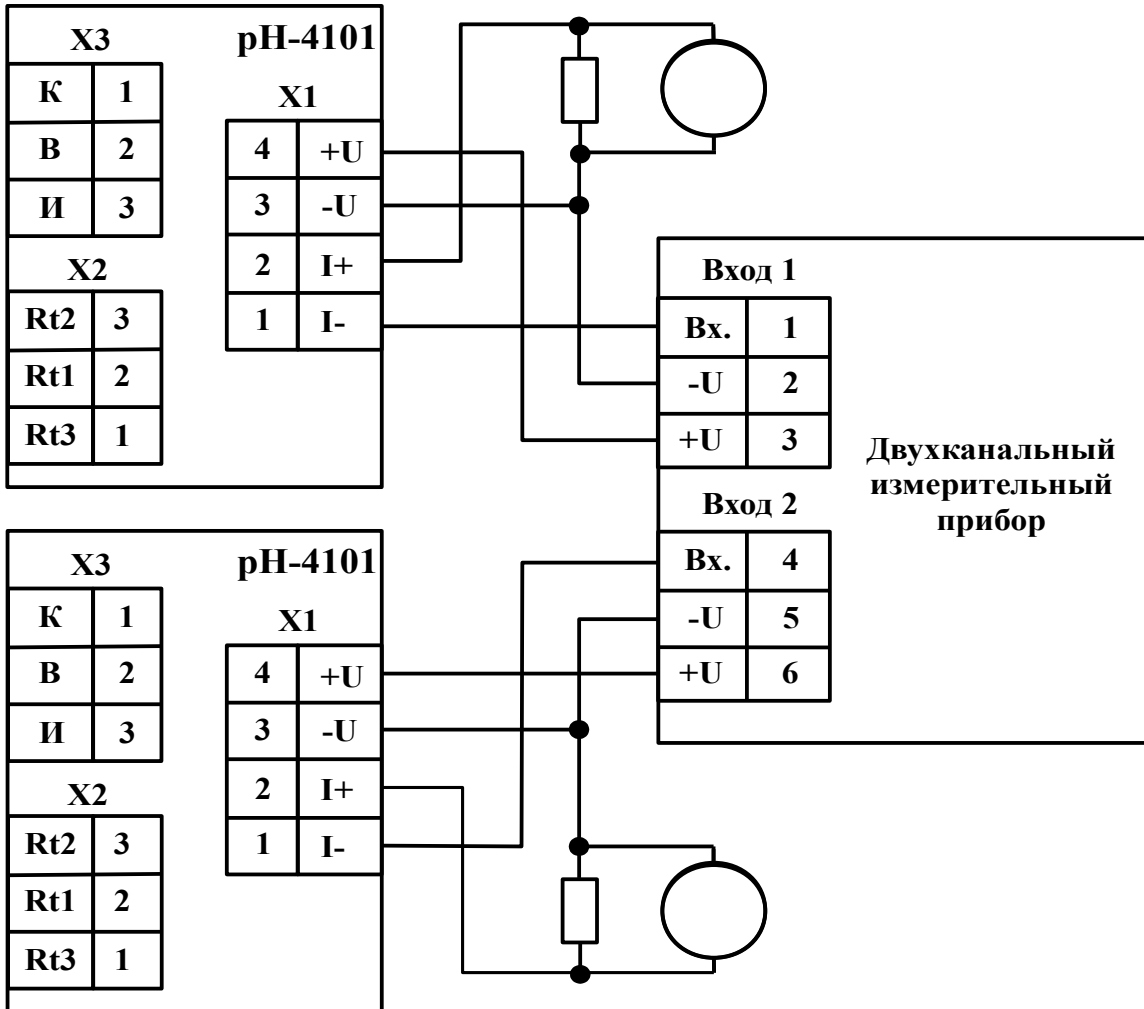 X3
pH-4101
К 1
X1
В 2
4 +U
И 3
3 -U
X2
2 I+
Rt2 3
1 I-
Rt1 2
Rt3 1
Вход 1
Вх. 1
-U 2
+U 3
Двухканальный
измерительный
прибор
Вход 2
Вх. 4
-U 5
+U 6
X3
pH-4101
К 1
X1
В 2
4 +U
И 3
3 -U
X2
2 I+
Rt2 3
1 I-
Rt1 2
Rt3 1